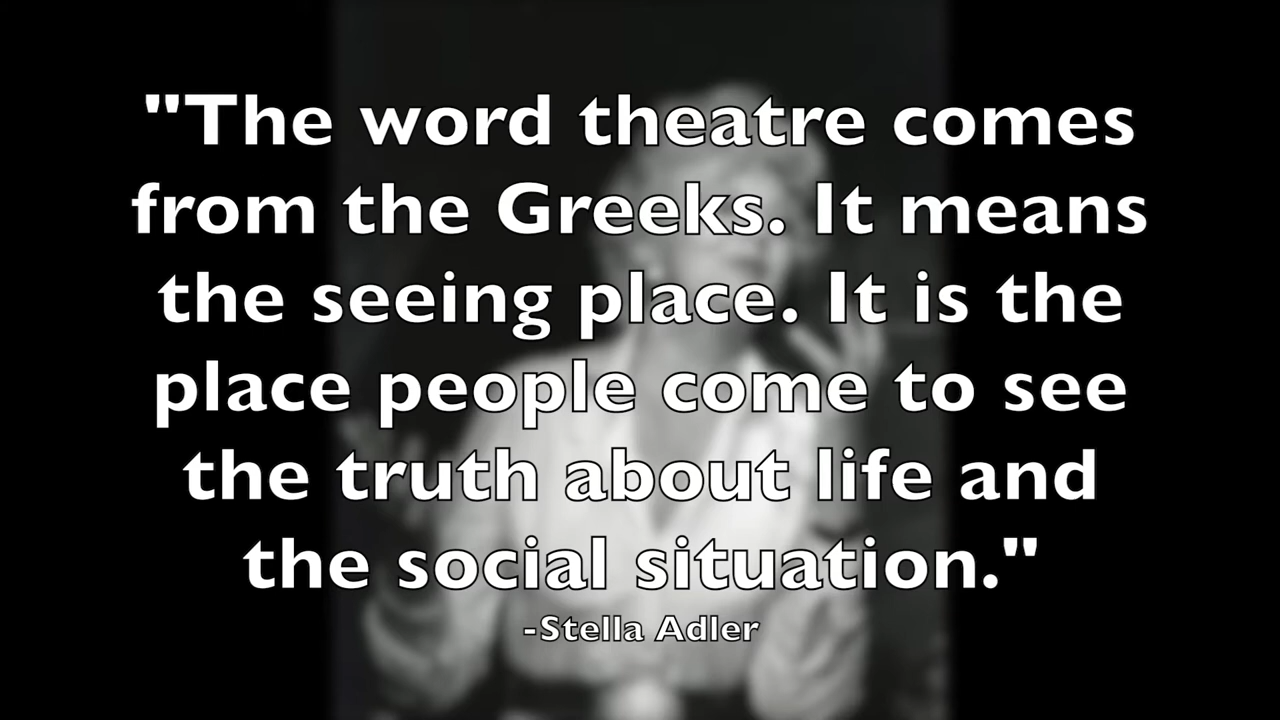 "The word theatre comes
from the Greeks. It means
the seeing place. It is the
place people come to see
the truth about life and
the social situation."
-Stella Adler